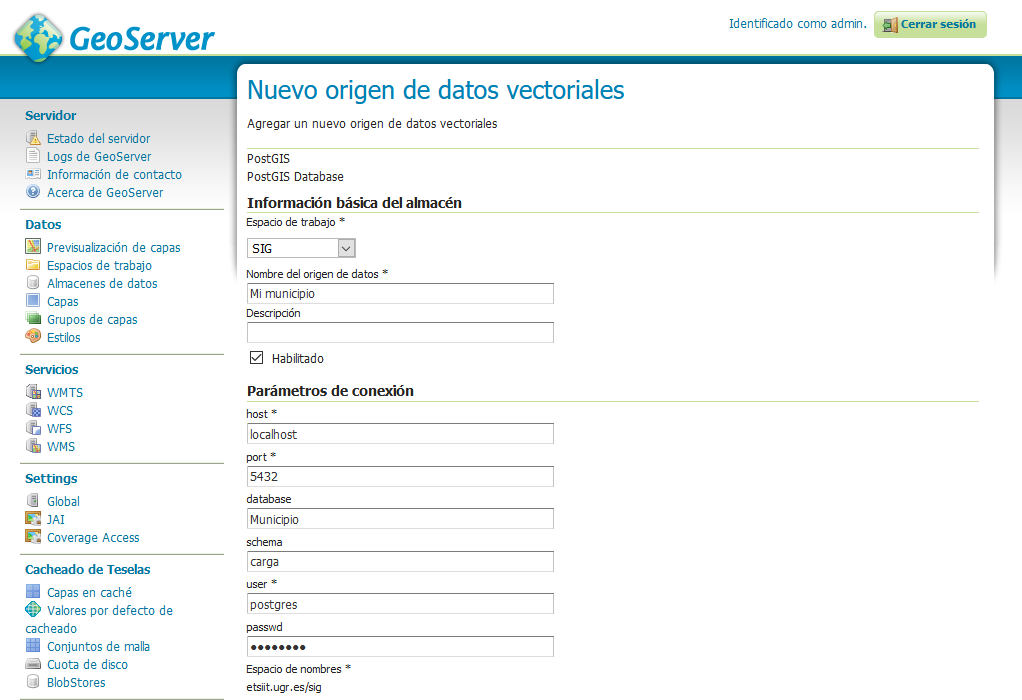 GeoServer
Identificado como admin.
Cerrar sesión
Servidor
Estado del servidor
Logs de GeoServer
Información de contacto
Acerca de GeoServer
Datos
Previsualización de capas
Espacios de trabajo
Almacenes de datos
Capas
Grupos de capas
Estilos
Servicios
WMTS
WCS
WFS
WMS
Settings
Global
JAI
Coverage Access
Cacheado de Teselas
Capas en caché
Valores por defecto de
cacheado
Conjuntos de malla
Cuota de disco
BlobStores
Nuevo origen de datos vectoriales
Agregar un nuevo origen de datos vectoriales
PostGIS
PostGIS Database
Información básica del almacén
Espacio de trabajo *
SIG
Nombre del origen de datos *
Mi municipio
Descripción
Habilitado
Parámetros de conexión
host *
localhost
port *
5432
database
Municipio
schema
carga
user *
postgres
passwd
●●●●●●●●
Espacio de nombres *
etsiit.ugr.es/sig